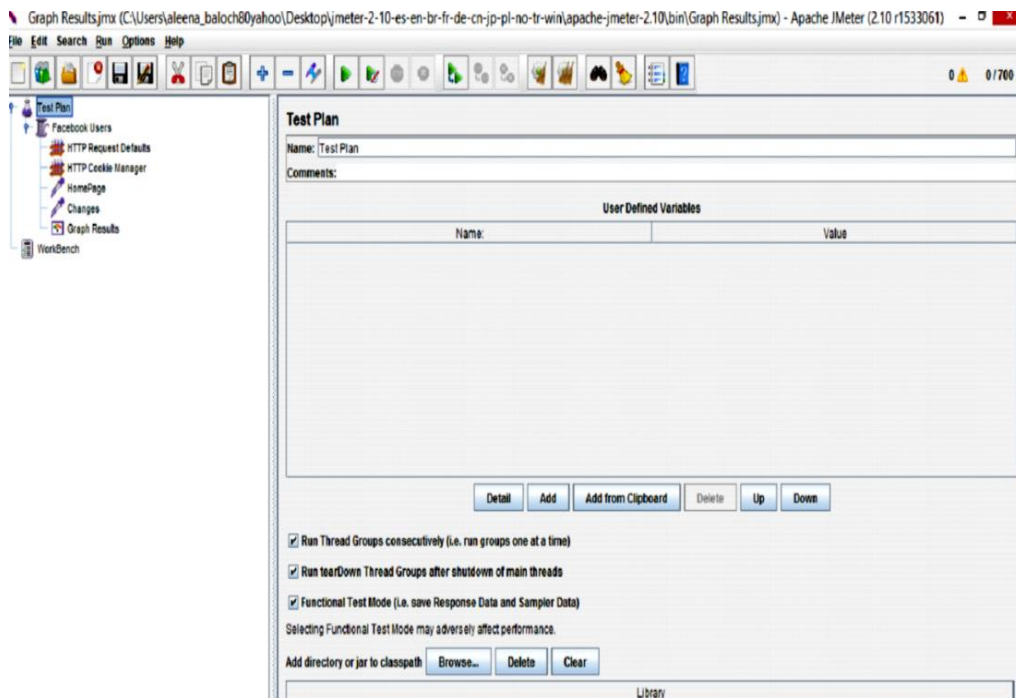 Graph Results.jmx (C:\Users\aleena_baloch80yahoo\Desktop\jmeter-2-10-es-en-br-fr-de-cn-jp-pl-no-tr-win\apache-jmeter-2.10\bin\Graph Results.jmx) - Apache JMeter (2.10 r1533061)
File Edit Search Run Options Help
0 0/700
Test Plan
Facebook Users
HTTP Request Defaults
HTTP Cookie Manager
HomePage
Changes
Graph Results
WorkBench
Test Plan
Name: Test Plan
Comments:
User Defined Variables
Name: Value
Detail Add Add from Clipboard Delete Up Down
Run Thread Groups consecutively (i.e. run groups one at a time)
Run tearDown Thread Groups after shutdown of main threads
Functional Test Mode (i.e. save Response Data and Sampler Data)
Selecting Functional Test Mode may adversely affect performance.
Add directory or jar to classpath Browse... Delete Clear
Library